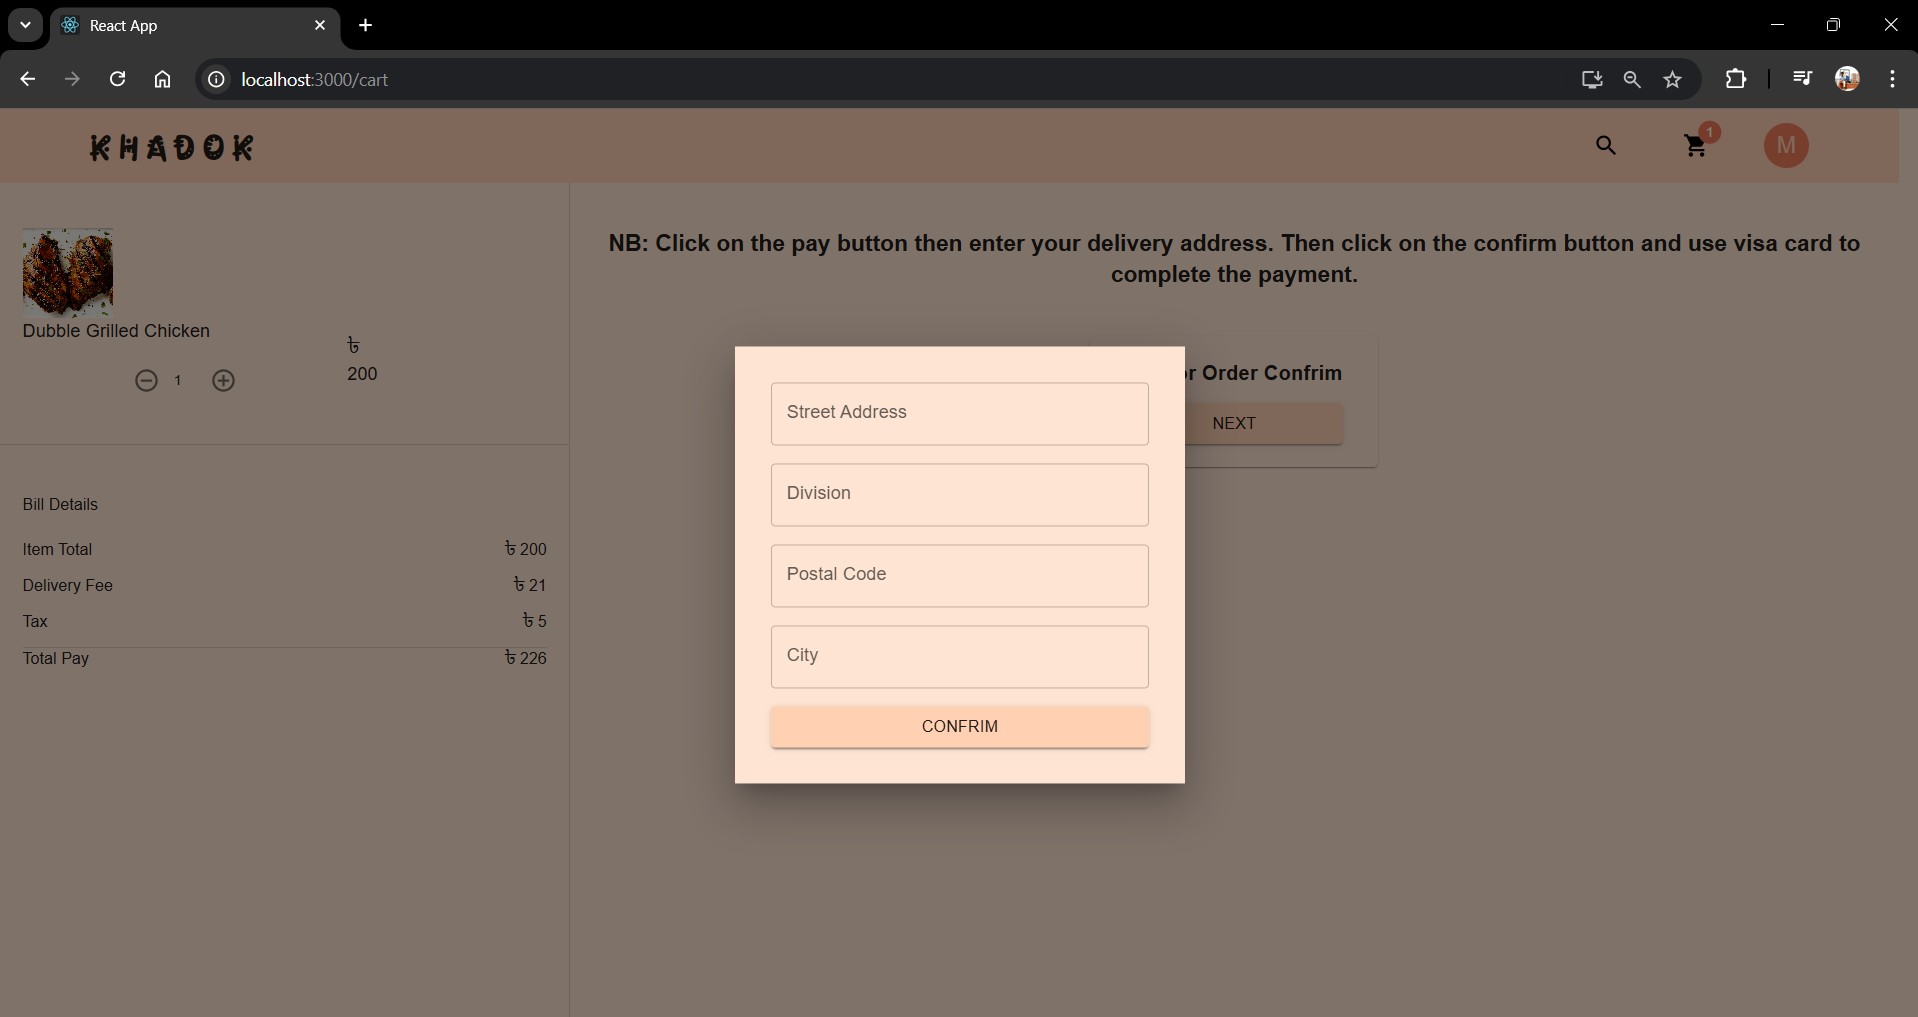 React App
localhost:3000/cart
KHADOK
1
M
Dubble Grilled Chicken
৳
200
1
Bill Details
Item Total ৳ 200
Delivery Fee ৳ 21
Tax ৳ 5
Total Pay ৳ 226
NB: Click on the pay button then enter your delivery address. Then click on the confirm button and use visa card to
complete the payment.
Order Confrim
NEXT
Street Address
Division
Postal Code
City
CONFRIM